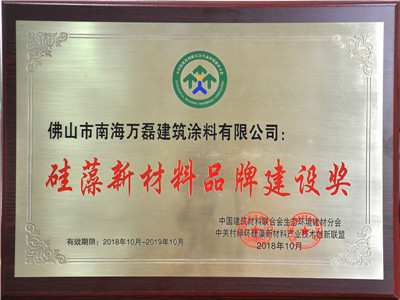 佛山市南海万磊建筑涂料有限公司:
硅藻新材料品牌建设奖
中国建筑材料联合会生态环境建材分会
中关村绿环硅藻新材料产业技术创新联盟
有效期限:2018年10月-2019年10月
2018年10月